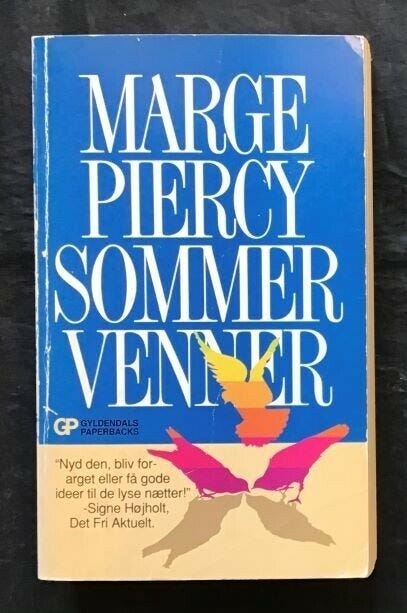 MARGE
PIERCY
SOMMER
VENNER
GP GYLDENDALS
PAPERBACKS
"Nyd den, bliv for-
arget eller få gode
ideer til de lyse nætter!"
-Signe Højholt,
Det Fri Aktuelt.